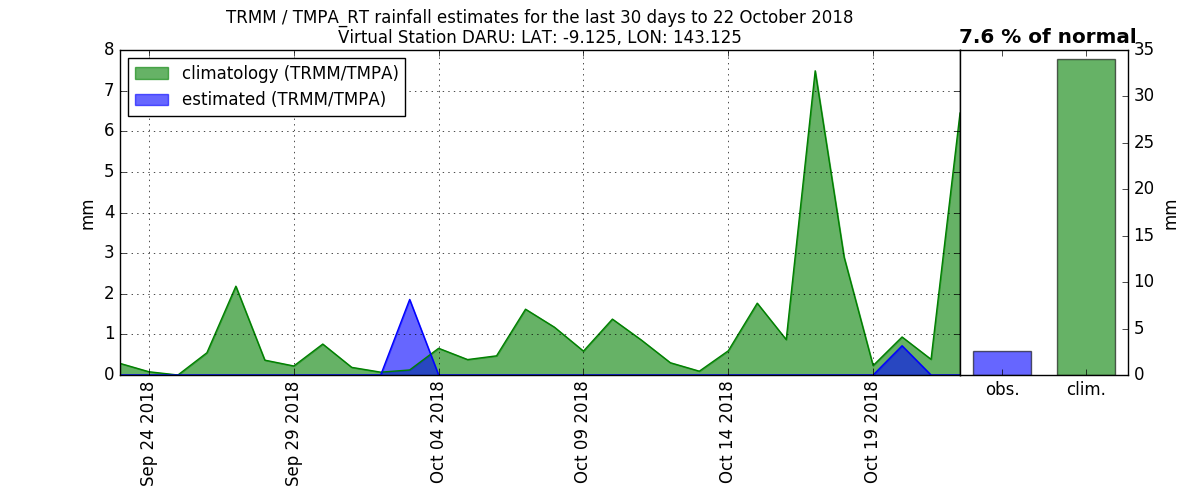 TRMM / TMPA_RT rainfall estimates for the last 30 days to 22 October 2018
Virtual Station DARU: LAT: -9.125, LON: 143.125
7.6 % of normal
climatology (TRMM/TMPA)
estimated (TRMM/TMPA)
8
7
6
5
4
3
2
1
0
mm
Sep 24 2018
Sep 29 2018
Oct 04 2018
Oct 09 2018
Oct 14 2018
Oct 19 2018
35
30
25
20
15
10
5
0
mm
obs.
clim.